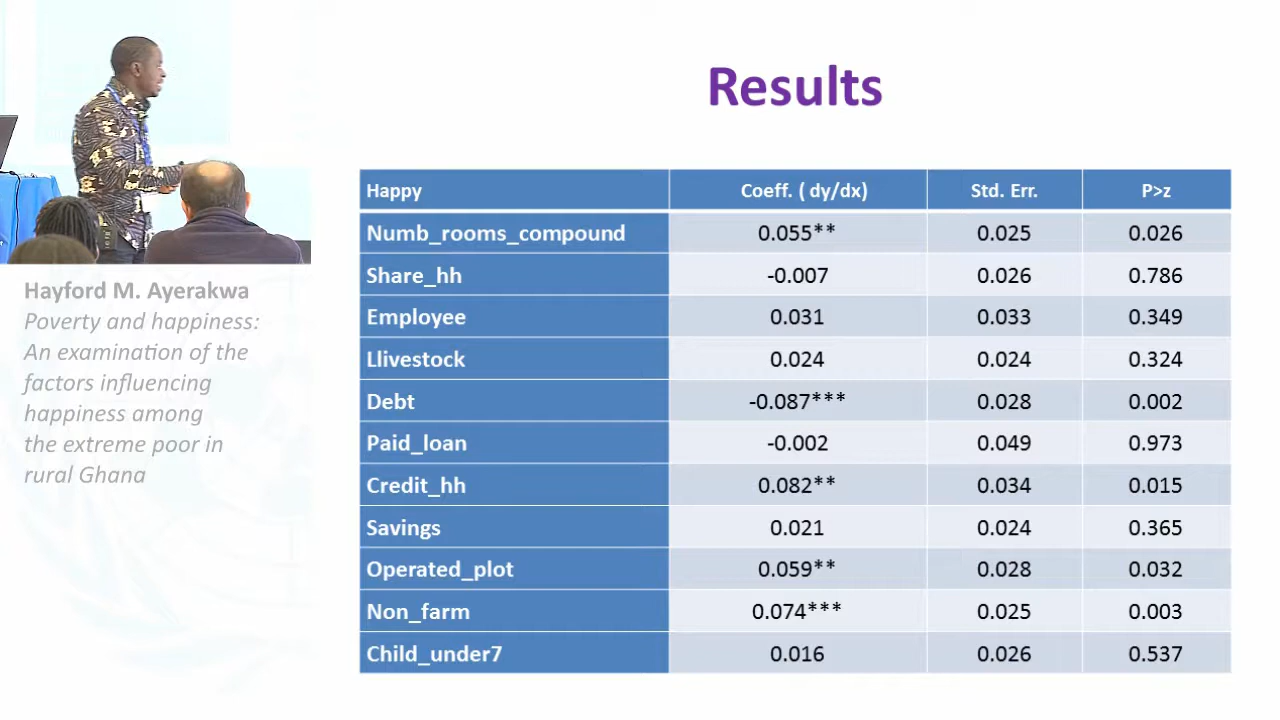 Results
Happy Coeff. ( dy/dx) Std. Err. P>z
Numb_rooms_compound 0.055** 0.025 0.026
Share_hh -0.007 0.026 0.786
Employee 0.031 0.033 0.349
Llivestock 0.024 0.024 0.324
Debt -0.087*** 0.028 0.002
Paid_loan -0.002 0.049 0.973
Credit_hh 0.082** 0.034 0.015
Savings 0.021 0.024 0.365
Operated_plot 0.059** 0.028 0.032
Non_farm 0.074*** 0.025 0.003
Child_under7 0.016 0.026 0.537
Hayford M. Ayerakwa
Poverty and happiness:
An examination of the
factors influencing
happiness among
the extreme poor in
rural Ghana